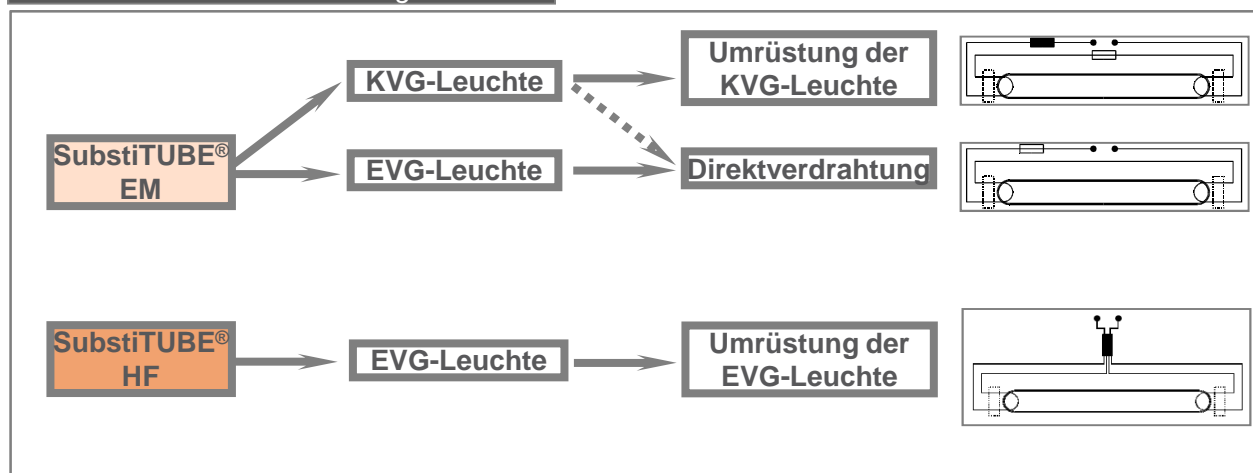 KVG-Leuchte
Umrüstung der
KVG-Leuchte
SubstiTUBE®
EM
EVG-Leuchte
Direktverdrahtung
SubstiTUBE®
HF
EVG-Leuchte
Umrüstung der
EVG-Leuchte